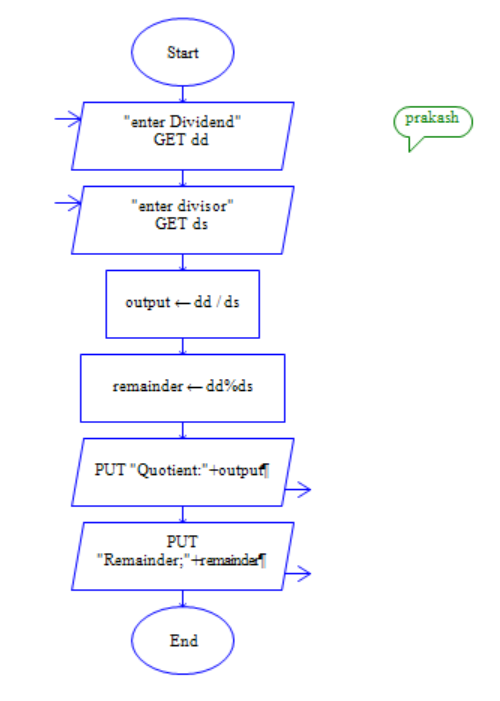 Start
"enter Dividend"
GET dd
prakash
"enter divisor"
GET ds
output ← dd / ds
remainder ← dd%ds
PUT "Quotient:"+output¶
PUT
"Remainder;"+remainder¶
End